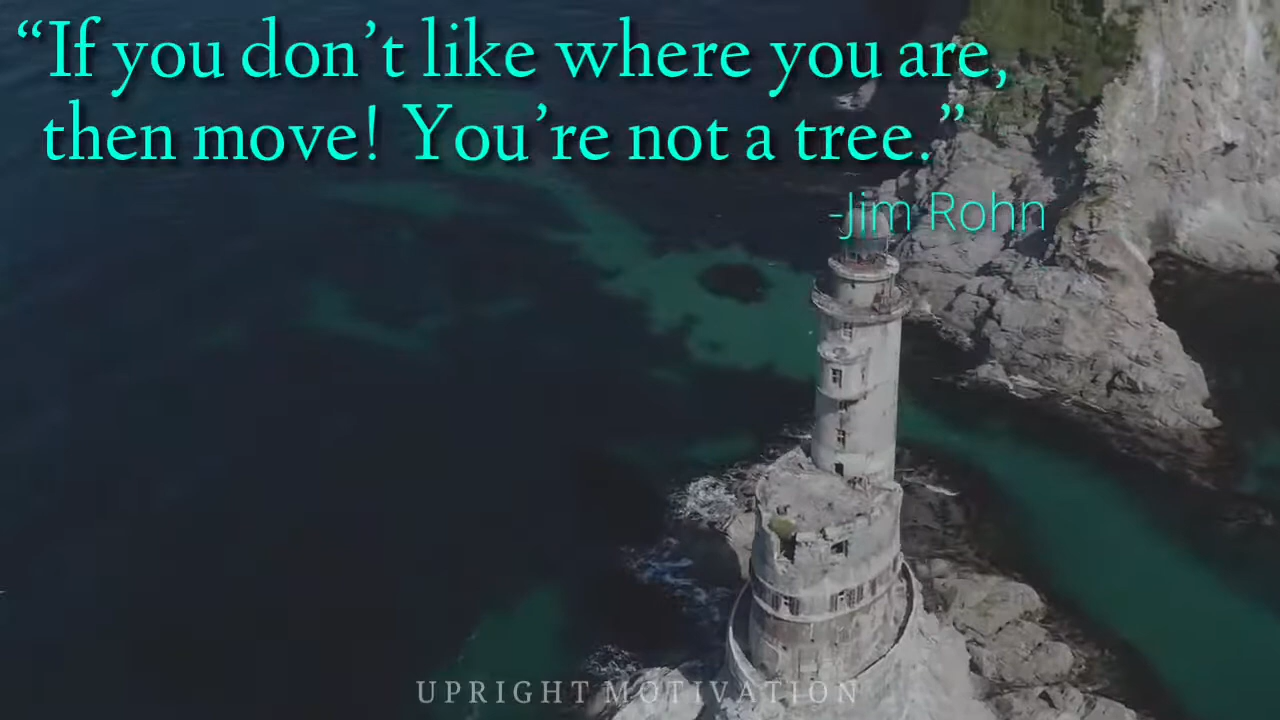 “If you don’t like where you are,
then move! You’re not a tree.”
-Jim Rohn
UPRIGHT MOTIVATION